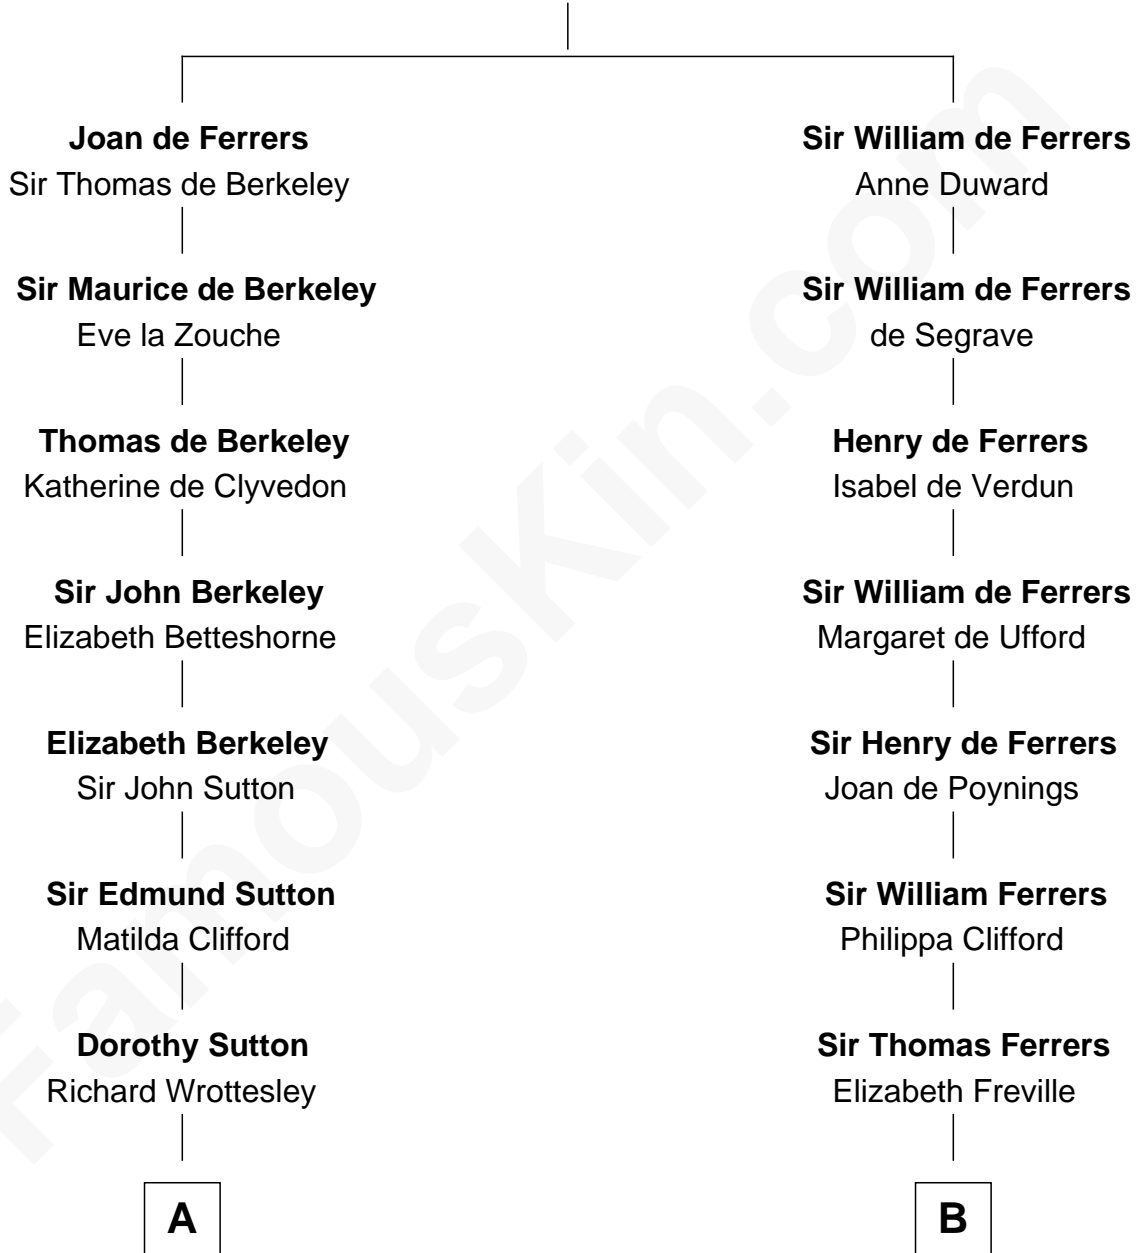 Joan de Ferrers
Sir Thomas de Berkeley
Sir Maurice de Berkeley
Eve la Zouche
Thomas de Berkeley
Katherine de Clyvedon
Sir John Berkeley
Elizabeth Betteshorne
Elizabeth Berkeley
Sir John Sutton
Sir Edmund Sutton
Matilda Clifford
Dorothy Sutton
Richard Wrottesley
A
Sir William de Ferrers
Anne Duward
Sir William de Ferrers
de Segrave
Henry de Ferrers
Isabel de Verdun
Sir William de Ferrers
Margaret de Ufford
Sir Henry de Ferrers
Joan de Poynings
Sir William Ferrers
Philippa Clifford
Sir Thomas Ferrers
Elizabeth Freville
B
FamousKin.com